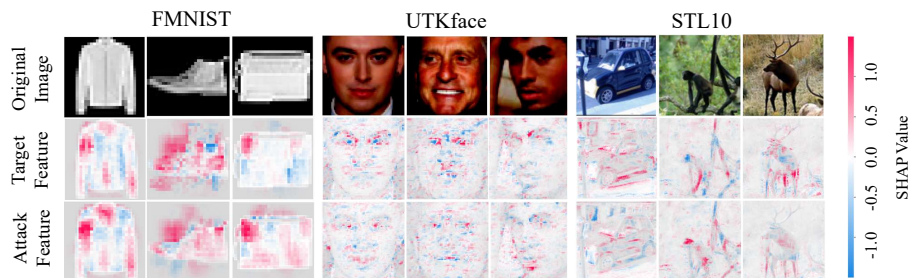 FMNIST
UTKface
STL10
Original
Image
Target
Feature
Attack
Feature
1.0
0.5
0.0
-0.5
-1.0
SHAP Value